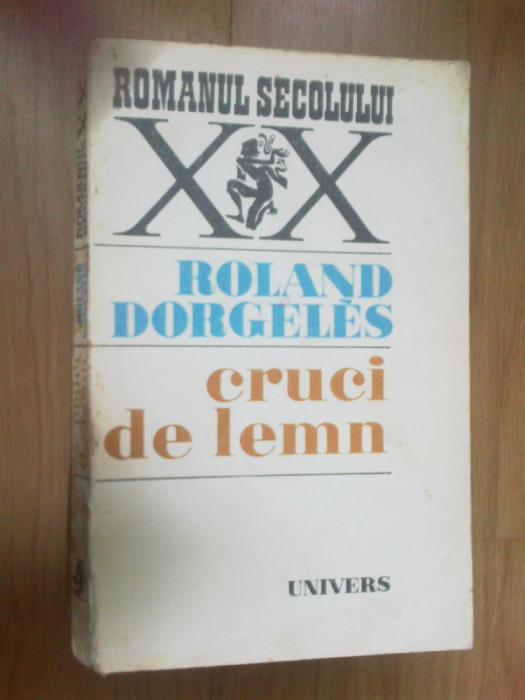 ROMANUL SECOLULUI
XX
ROLAND
DORGELÈS
cruci
de lemn
UNIVERS